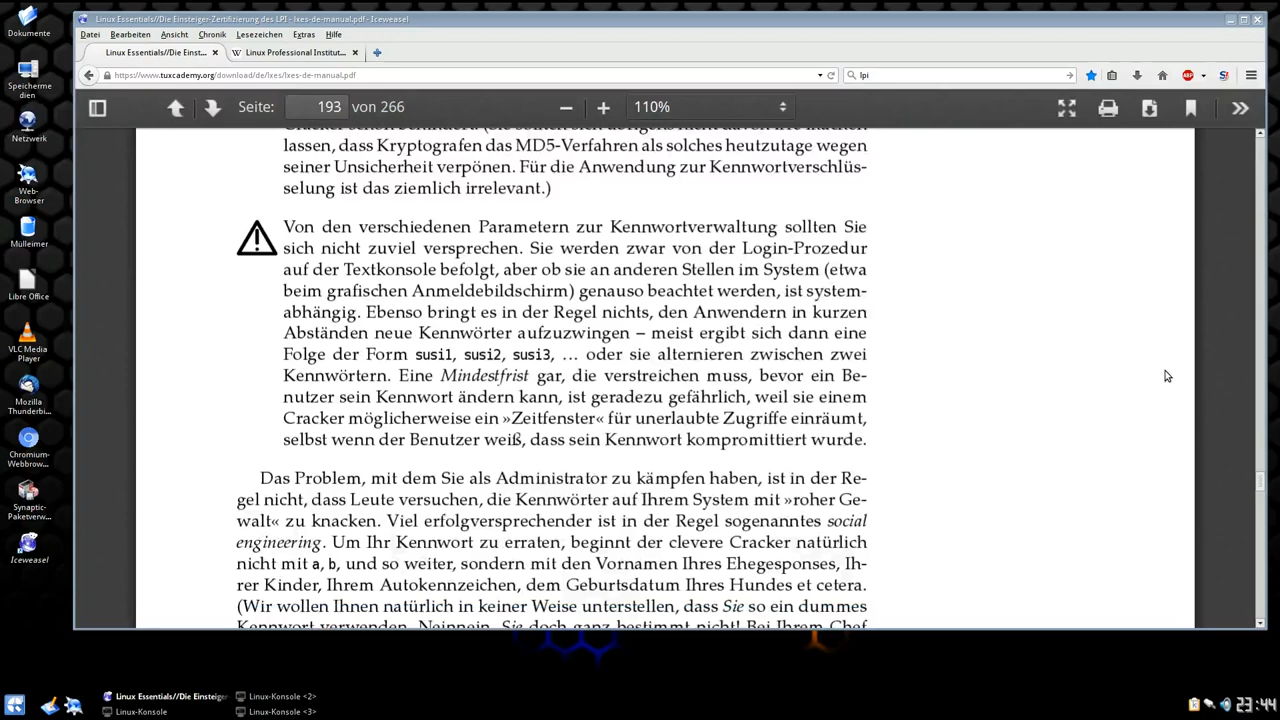 Linux Essentials//Die Einsteiger-Zertifizierung des LPI - lxes-de-manual.pdf - Iceweasel
Datei Bearbeiten Ansicht Chronik Lesezeichen Extras Hilfe
Linux Essentials//Die Einst... Linux Professional Institut...
https://www.tuxcademy.org/download/de/lxes/lxes-de-manual.pdf
lpi
ABP
Seite: 193 von 266
110%
lassen, dass Kryptografen das MD5-Verfahren als solches heutzutage wegen
seiner Unsicherheit verpönen. Für die Anwendung zur Kennwortverschlüs-
selung ist das ziemlich irrelevant.)
Von den verschiedenen Parametern zur Kennwortverwaltung sollten Sie
sich nicht zuviel versprechen. Sie werden zwar von der Login-Prozedur
auf der Textkonsole befolgt, aber ob sie an anderen Stellen im System (etwa
beim grafischen Anmeldebildschirm) genauso beachtet werden, ist system-
abhängig. Ebenso bringt es in der Regel nichts, den Anwendern in kurzen
Abständen neue Kennwörter aufzuzwingen – meist ergibt sich dann eine
Folge der Form susi1, susi2, susi3, … oder sie alternieren zwischen zwei
Kennwörtern. Eine Mindestfrist gar, die verstreichen muss, bevor ein Be-
nutzer sein Kennwort ändern kann, ist geradezu gefährlich, weil sie einem
Cracker möglicherweise ein »Zeitfenster« für unerlaubte Zugriffe einräumt,
selbst wenn der Benutzer weiß, dass sein Kennwort kompromittiert wurde.
Das Problem, mit dem Sie als Administrator zu kämpfen haben, ist in der Re-
gel nicht, dass Leute versuchen, die Kennwörter auf Ihrem System mit »roher Ge-
walt« zu knacken. Viel erfolgversprechender ist in der Regel sogenanntes social
engineering. Um Ihr Kennwort zu erraten, beginnt der clevere Cracker natürlich
nicht mit a, b, und so weiter, sondern mit den Vornamen Ihres Ehegesponses, Ih-
rer Kinder, Ihrem Autokennzeichen, dem Geburtsdatum Ihres Hundes et cetera.
(Wir wollen Ihnen natürlich in keiner Weise unterstellen, dass Sie so ein dummes
Kennwort verwenden. Neinnein, Sie doch ganz bestimmt nicht! Bei Ihrem Chef
Dokumente
Speicherme
dien
Netzwerk
Web-
Browser
Mülleimer
Libre Office
VLC Media
Player
Mozilla
Thunderbi...
Chromium-
Webbrow...
Synaptic-
Paketverw...
Iceweasel
Linux Essentials//Die Einsteiger
Linux-Konsole <2>
Linux-Konsole
Linux-Konsole <3>
23:44